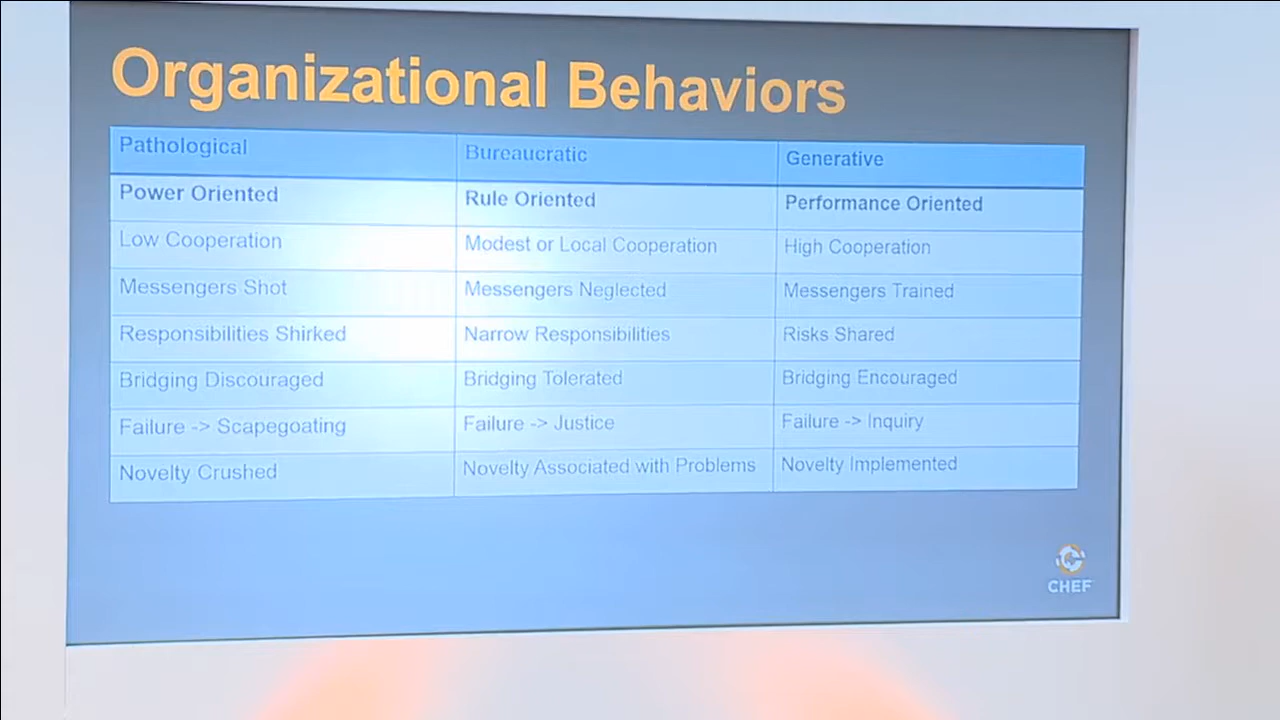 Organizational Behaviors
Pathological Bureaucratic Generative
Power Oriented Rule Oriented Performance Oriented
Low Cooperation Modest or Local Cooperation High Cooperation
Messengers Shot Messengers Neglected Messengers Trained
Responsibilities Shirked Narrow Responsibilities Risks Shared
Bridging Discouraged Bridging Tolerated Bridging Encouraged
Failure -> Scapegoating Failure -> Justice Failure -> Inquiry
Novelty Crushed Novelty Associated with Problems Novelty Implemented
CHEF